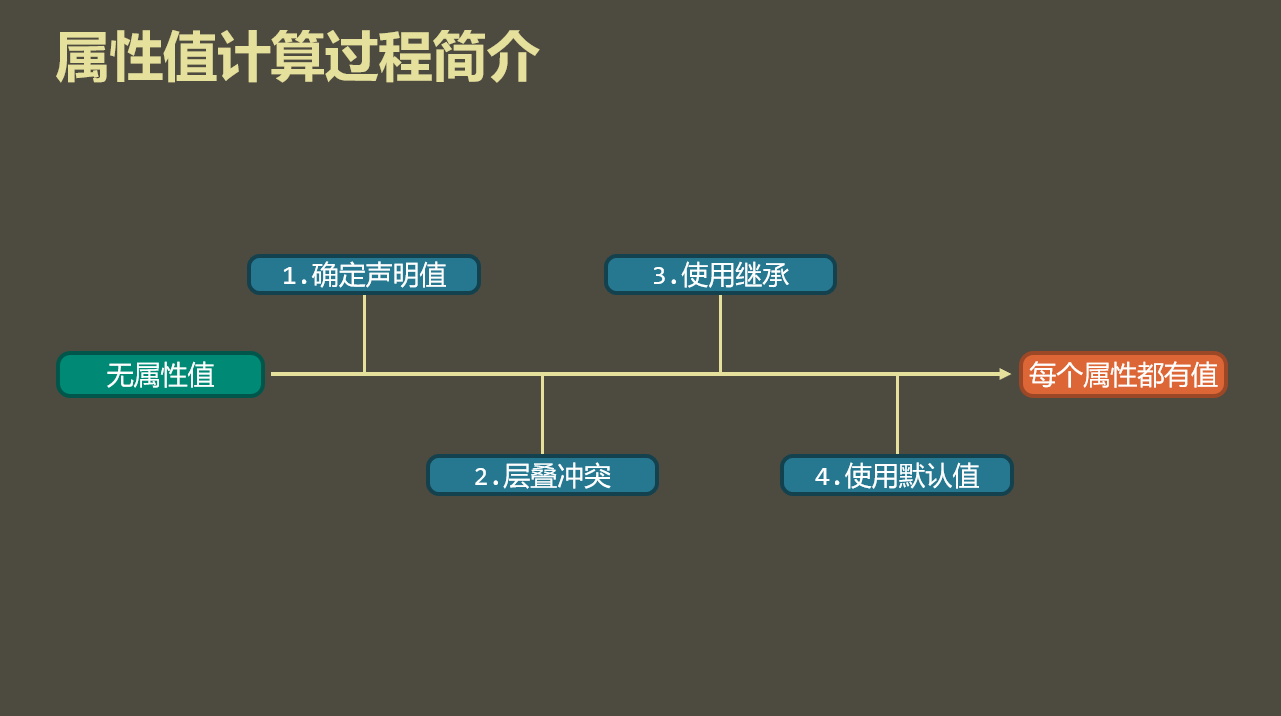 属性值计算过程简介
1.确定声明值
3.使用继承
无属性值
每个属性都有值
2.层叠冲突
4.使用默认值